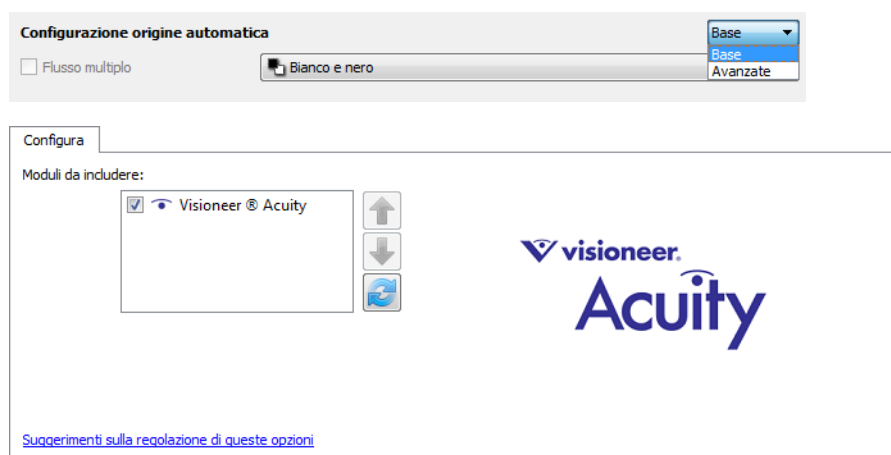 Configurazione origine automatica
Base
Base
Avanzate
Flusso multiplo
Bianco e nero
Configura
Moduli da includere:
Visioneer ® Acuity
visioneer.
Acuity
Suggerimenti sulla regolazione di queste opzioni